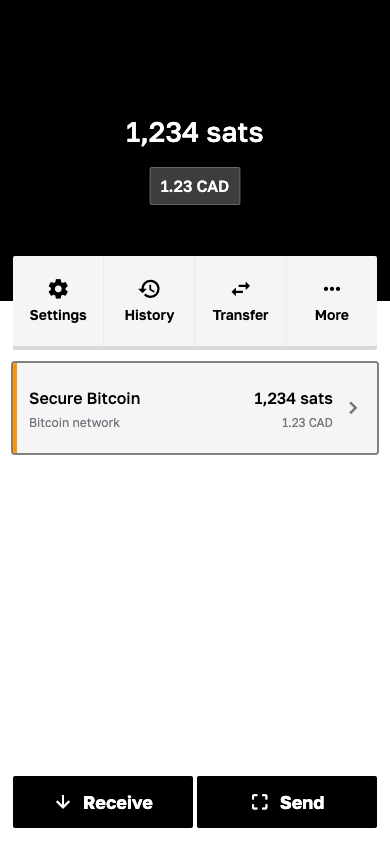 1,234 sats
1.23 CAD
Settings
History
Transfer
More
Secure Bitcoin
1,234 sats
Bitcoin network
1.23 CAD
Receive
Send